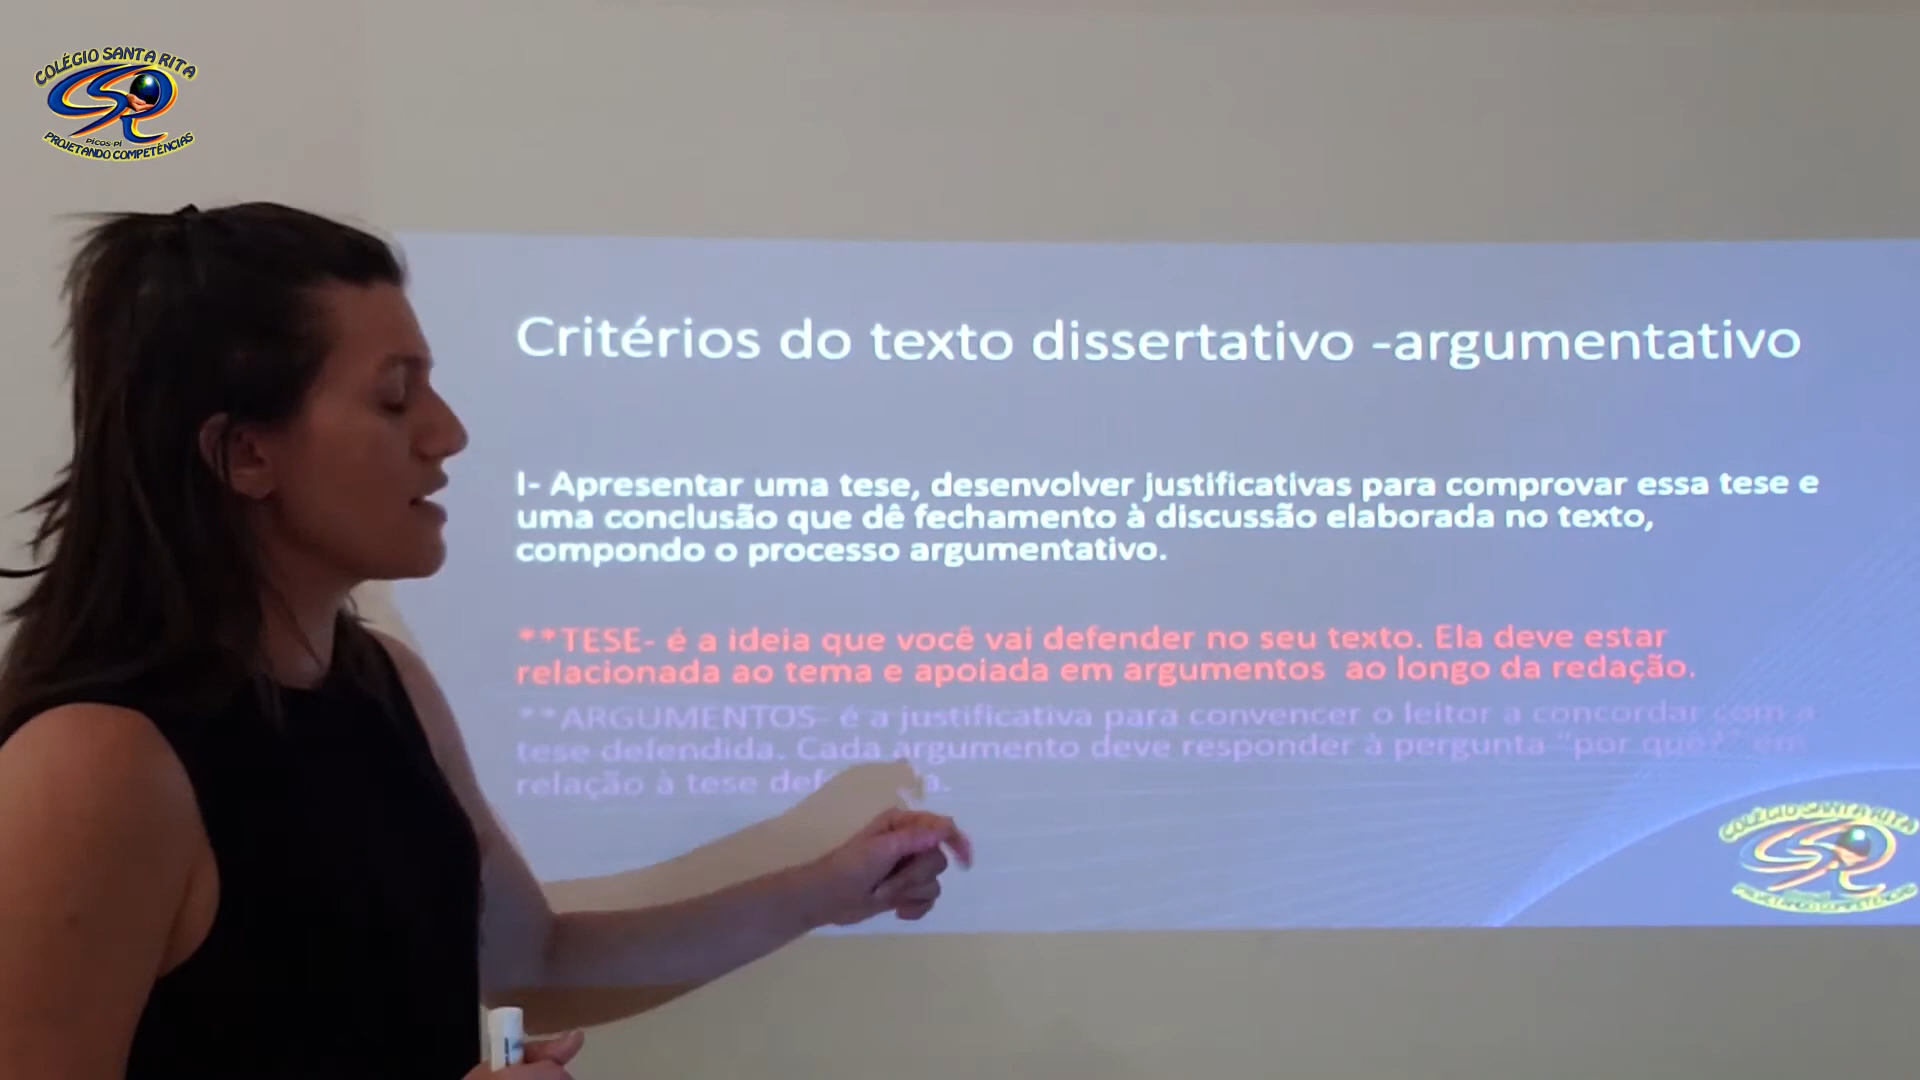 COLÉGIO SANTA RITA
PICOS-PI
PROJETANDO COMPETÊNCIAS
Critérios do texto dissertativo -argumentativo
I- Apresentar uma tese, desenvolver justificativas para comprovar essa tese e
uma conclusão que dê fechamento à discussão elaborada no texto,
compondo o processo argumentativo.
**TESE- é a ideia que você vai defender no seu texto. Ela deve estar
relacionada ao tema e apoiada em argumentos ao longo da redação.
**ARGUMENTOS- é a justificativa para convencer o leitor a concordar com a
tese defendida. Cada argumento deve responder à pergunta "por quê?" em
relação à tese
COLÉGIO SANTA RITA
PROJETANDO COMPETÊNCIAS